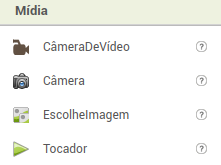 Mídia
CâmeraDeVídeo
?
Câmera
?
EscolheImagem
?
Tocador
?